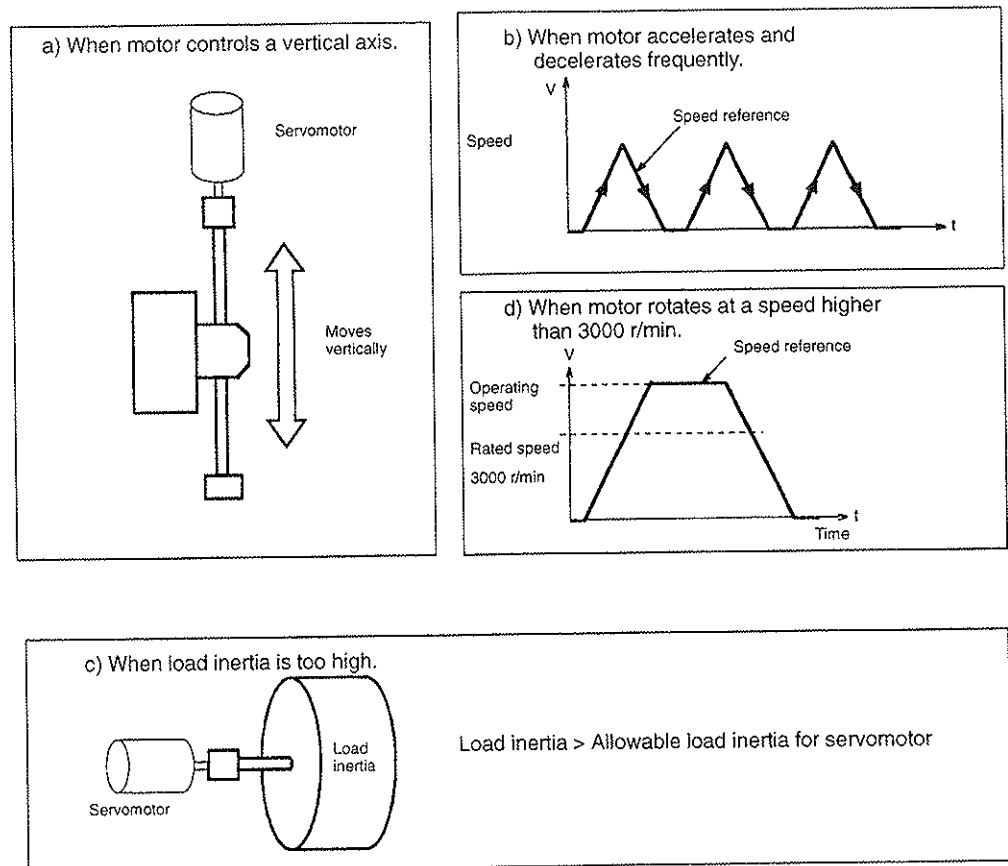 a) When motor controls a vertical axis.
Servomotor
Moves
vertically
b) When motor accelerates and
decelerates frequently.
V
Speed reference
Speed
t
d) When motor rotates at a speed higher
than 3000 r/min.
V
Speed reference
Operating
speed
Rated speed
3000 r/min
t
Time
c) When load inertia is too high.
Load
inertia
Servomotor
Load inertia > Allowable load inertia for servomotor